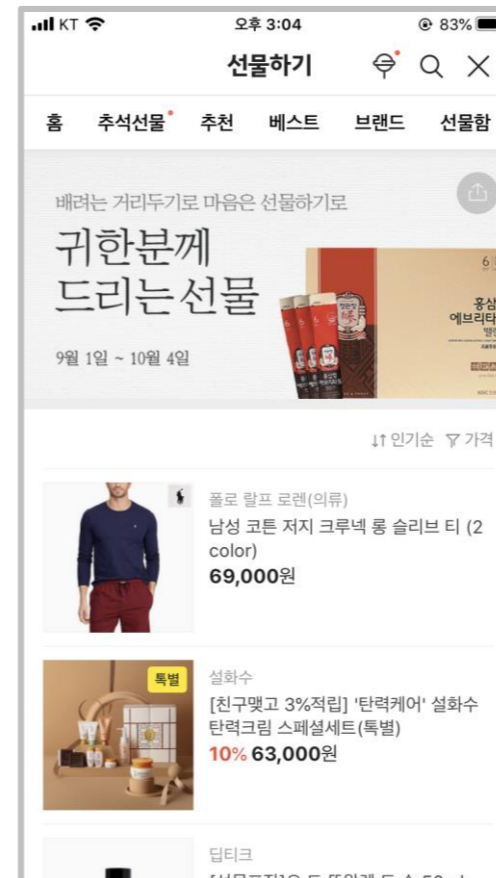 KT 오후 3:04 83%
선물하기
홈 추석선물 추천 베스트 브랜드 선물함
배려는 거리두기로 마음은 선물하기로
귀한분께
드리는 선물
9월 1일 ~ 10월 4일
홍삼
에브리타
인기순 가격
폴로 랄프 로렌(의류)
남성 코튼 저지 크루넥 롱 슬리브 티 (2
color)
69,000원
톡별
설화수
[친구맺고 3%적립] '탄력케어' 설화수
탄력크림 스페셜세트(톡별)
10% 63,000원
딥티크